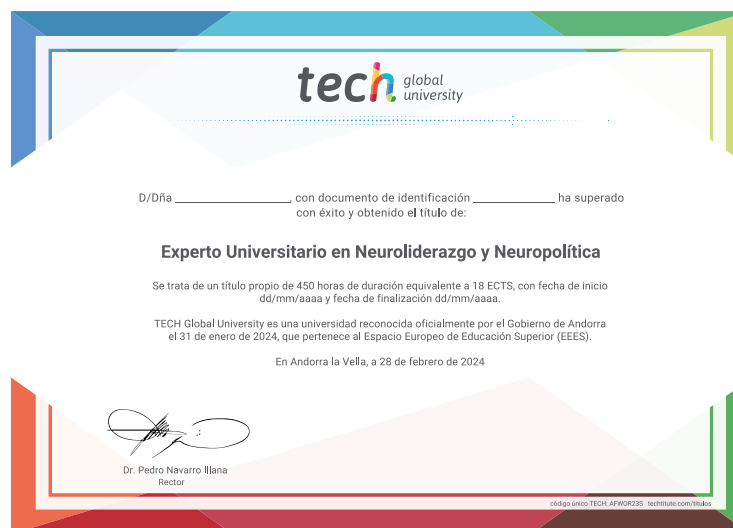 tech global university
D/Dña ____________, con documento de identificación ____________ ha superado
con éxito y obtenido el título de:
Experto Universitario en Neuroliderazgo y Neuropolítica
Se trata de un título propio de 450 horas de duración equivalente a 18 ECTS, con fecha de inicio
dd/mm/aaaa y fecha de finalización dd/mm/aaaa.
TECH Global University es una universidad reconocida oficialmente por el Gobierno de Andorra
el 31 de enero de 2024, que pertenece al Espacio Europeo de Educación Superior (EEES).
En Andorra la Vella, a 28 de febrero de 2024
Dr. Pedro Navarro Illana
Rector
código único TECH: AFWOR23S techtitute.com/titulos